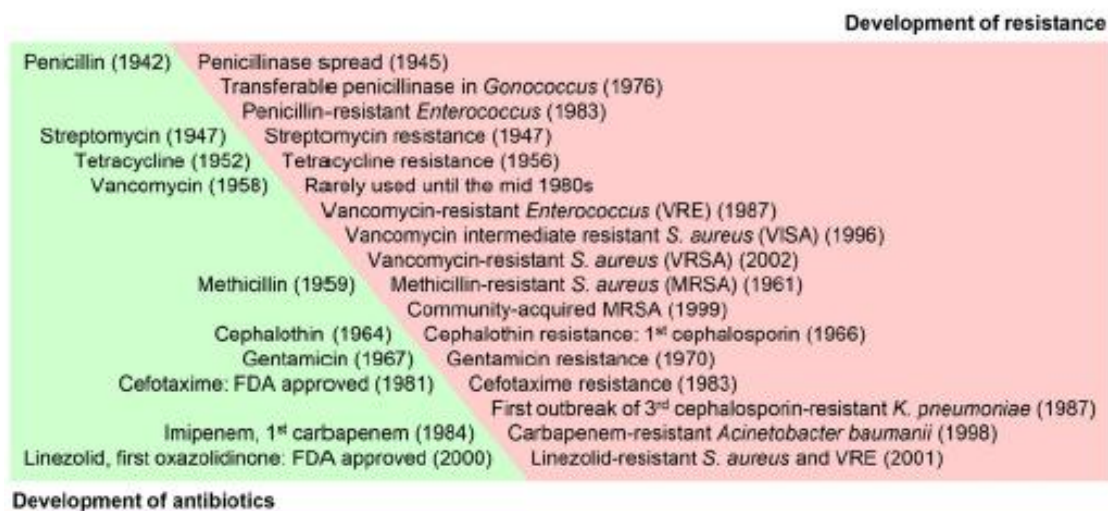 Development of resistance
Penicillin (1942) Penicillinase spread (1945)
Transferable penicillinase in Gonococcus (1976)
Penicillin-resistant Enterococcus (1983)
Streptomycin (1947) Streptomycin resistance (1947)
Tetracycline (1952) Tetracycline resistance (1956)
Vancomycin (1958) Rarely used until the mid 1980s
Vancomycin-resistant Enterococcus (VRE) (1987)
Vancomycin intermediate resistant S. aureus (VISA) (1996)
Vancomycin-resistant S. aureus (VRSA) (2002)
Methicillin (1959) Methicillin-resistant S. aureus (MRSA) (1961)
Community-acquired MRSA (1999)
Cephalothin (1964) Cephalothin resistance: 1st cephalosporin (1966)
Gentamicin (1967) Gentamicin resistance (1970)
Cefotaxime: FDA approved (1981) Cefotaxime resistance (1983)
First outbreak of 3rd cephalosporin-resistant K. pneumoniae (1987)
Imipenem, 1st carbapenem (1984) Carbapenem-resistant Acinetobacter baumanii (1998)
Linezolid, first oxazolidinone: FDA approved (2000) Linezolid-resistant S. aureus and VRE (2001)
Development of antibiotics